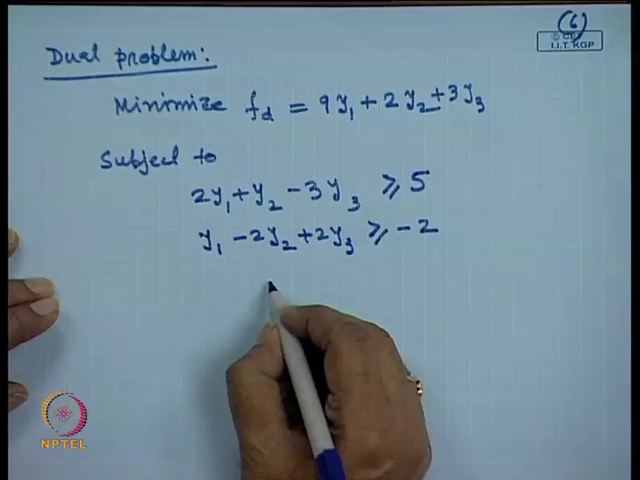 (6)
© CET
I.I.T. KGP
Dual problem:
Minimize f_d = 9y₁ + 2y₂ + 3y₃
Subject to
2y₁ + y₂ - 3y₃ ≥ 5
y₁ - 2y₂ + 2y₃ ≥ -2
NPTEL